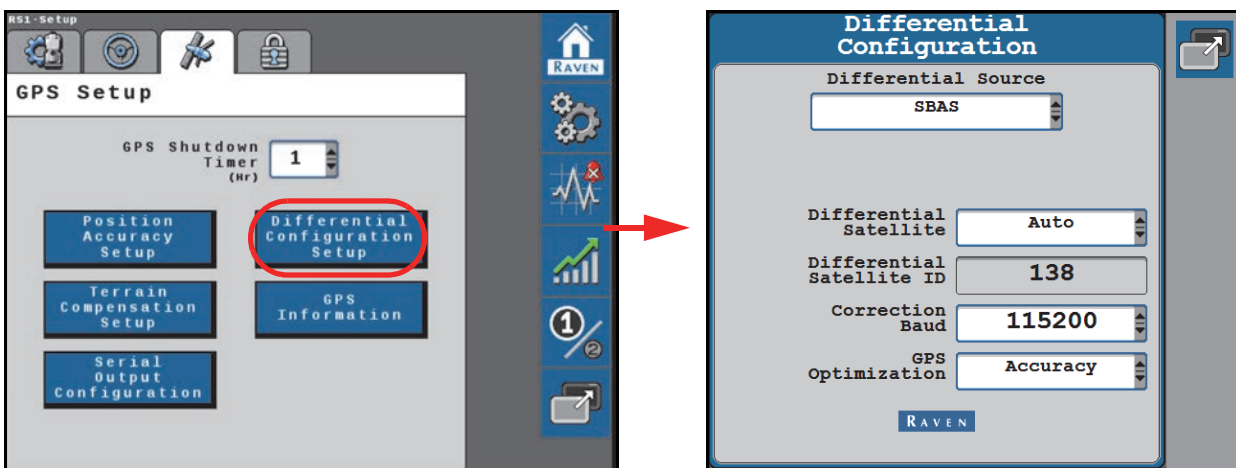 RS1-Setup
GPS Setup
GPS Shutdown
Timer
(Hr)
1
Position
Accuracy
Setup
Differential
Configuration
Setup
Terrain
Compensation
Setup
GPS
Information
Serial
Output
Configuration
RAVEN
1/2
Differential
Configuration
Differential Source
SBAS
Differential
Satellite
Auto
Differential
Satellite ID
138
Correction
Baud
115200
GPS
Optimization
Accuracy
RAVEN